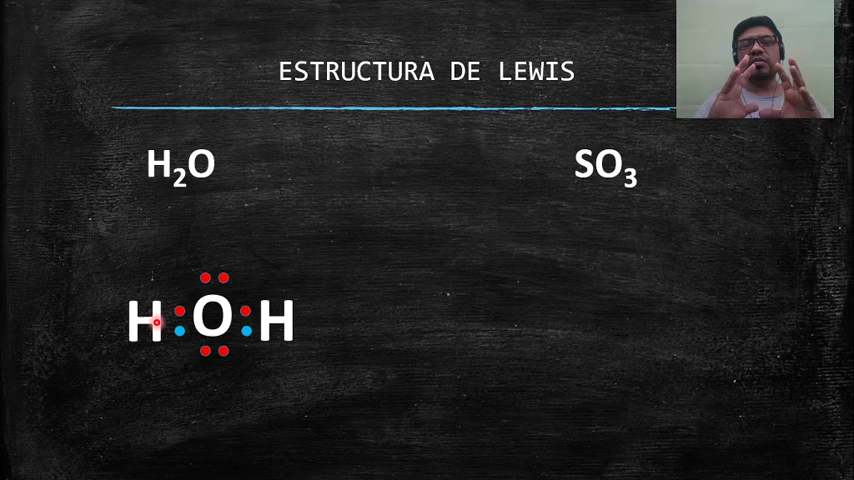 ESTRUCTURA DE LEWIS
H₂O
SO₃
H O H